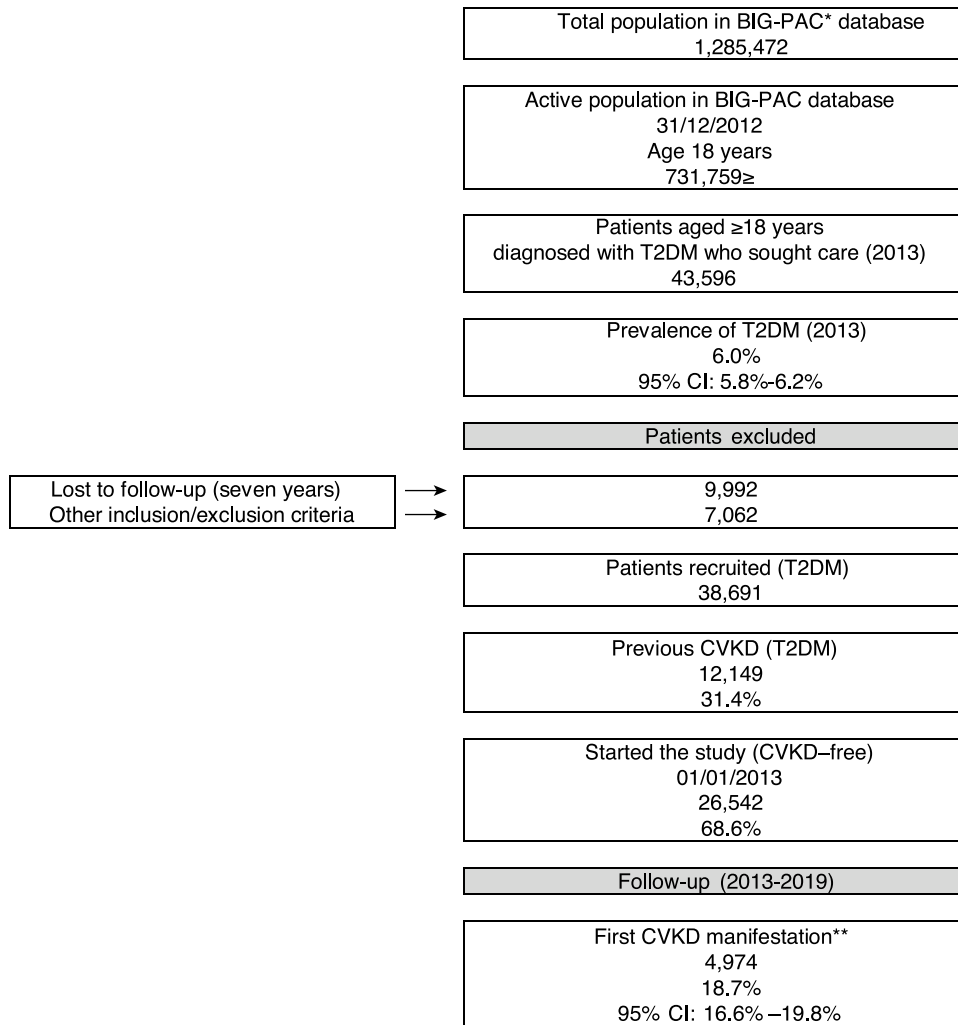 Total population in BIG-PAC* database
1,285,472
Active population in BIG-PAC database
31/12/2012
Age 18 years
731,759≥
Patients aged ≥18 years
diagnosed with T2DM who sought care (2013)
43,596
Prevalence of T2DM (2013)
6.0%
95% CI: 5.8%-6.2%
Patients excluded
Lost to follow-up (seven years) → 9,992
Other inclusion/exclusion criteria → 7,062
Patients recruited (T2DM)
38,691
Previous CVKD (T2DM)
12,149
31.4%
Started the study (CVKD–free)
01/01/2013
26,542
68.6%
Follow-up (2013-2019)
First CVKD manifestation**
4,974
18.7%
95% CI: 16.6% –19.8%